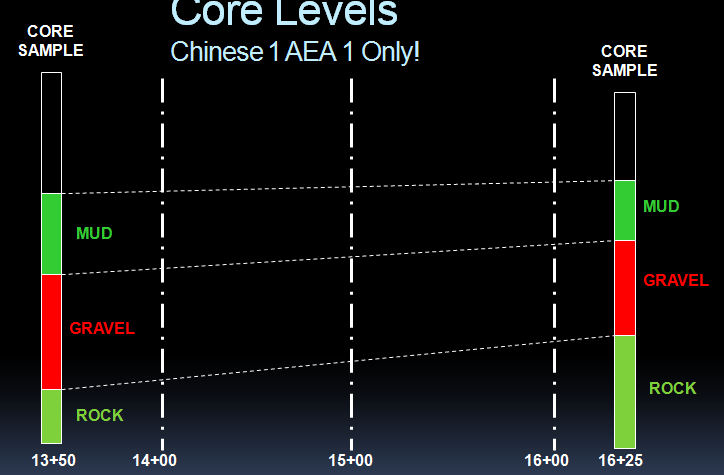 Core Levels
Chinese 1 AEA 1 Only!
CORE
SAMPLE
CORE
SAMPLE
MUD
GRAVEL
ROCK
MUD
GRAVEL
ROCK
13+50
14+00
15+00
16+00
16+25